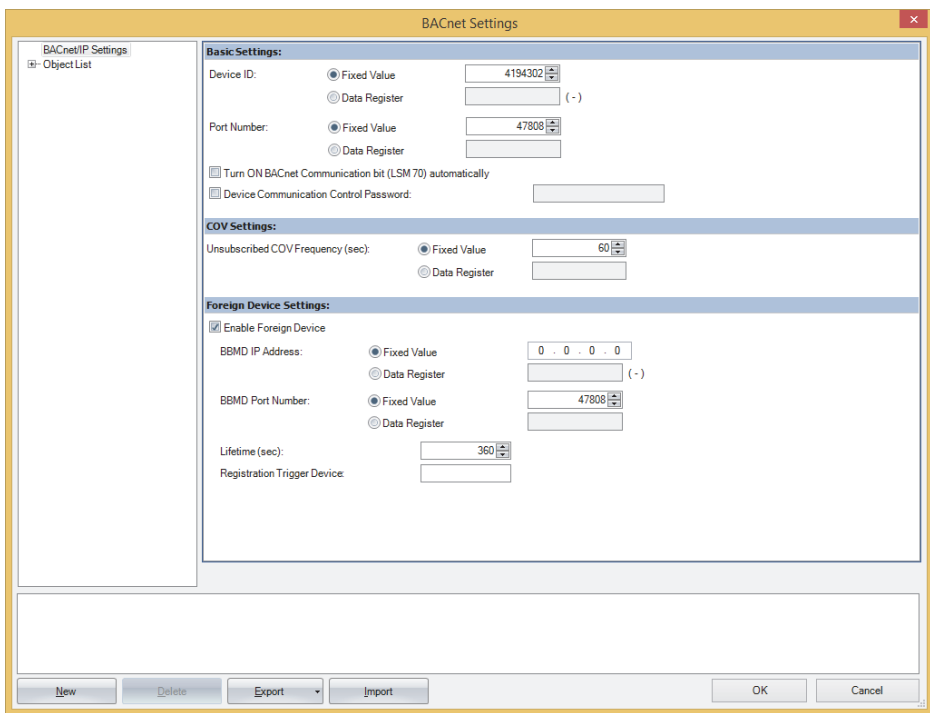 BACnet Settings
×
BACnet/IP Settings
Object List
Basic Settings:
Device ID: Fixed Value 4194302
Data Register (-)
Port Number: Fixed Value 47808
Data Register
Turn ON BACnet Communication bit (LSM 70) automatically
Device Communication Control Password:
COV Settings:
Unsubscribed COV Frequency (sec): Fixed Value 60
Data Register
Foreign Device Settings:
Enable Foreign Device
BBMD IP Address: Fixed Value 0 . 0 . 0 . 0
Data Register (-)
BBMD Port Number: Fixed Value 47808
Data Register
Lifetime (sec): 360
Registration Trigger Device:
New Delete Export Import OK Cancel